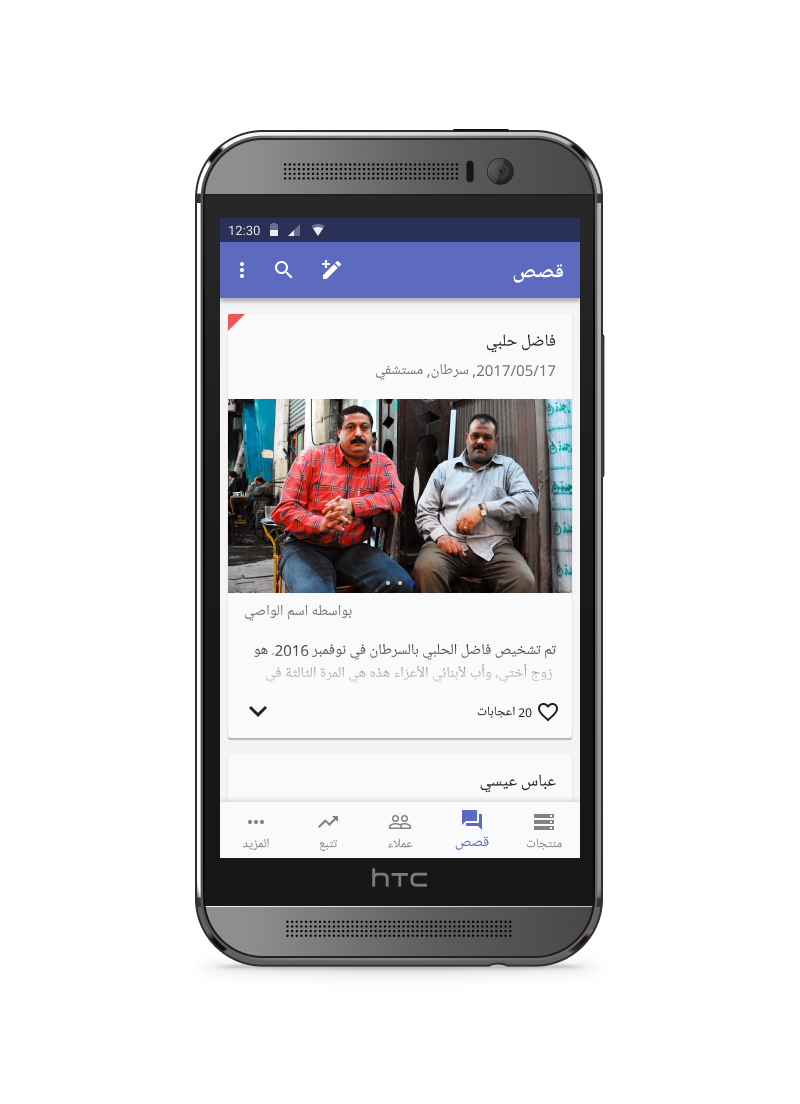 12:30
قصص
فاضل حلبي
2017/05/17, سرطان, مستشفي
بواسطه اسم الواصي
تم تشخيص فاضل الحلبي بالسرطان في نوفمبر 2016. هو
زوج أختي، وأب لأبنائي الأعزاء هذه هي المرة الثالثة في
20 اعجابات
عباس عيسي
منتجات
قصص
عملاء
تتبع
المزيد
hTC